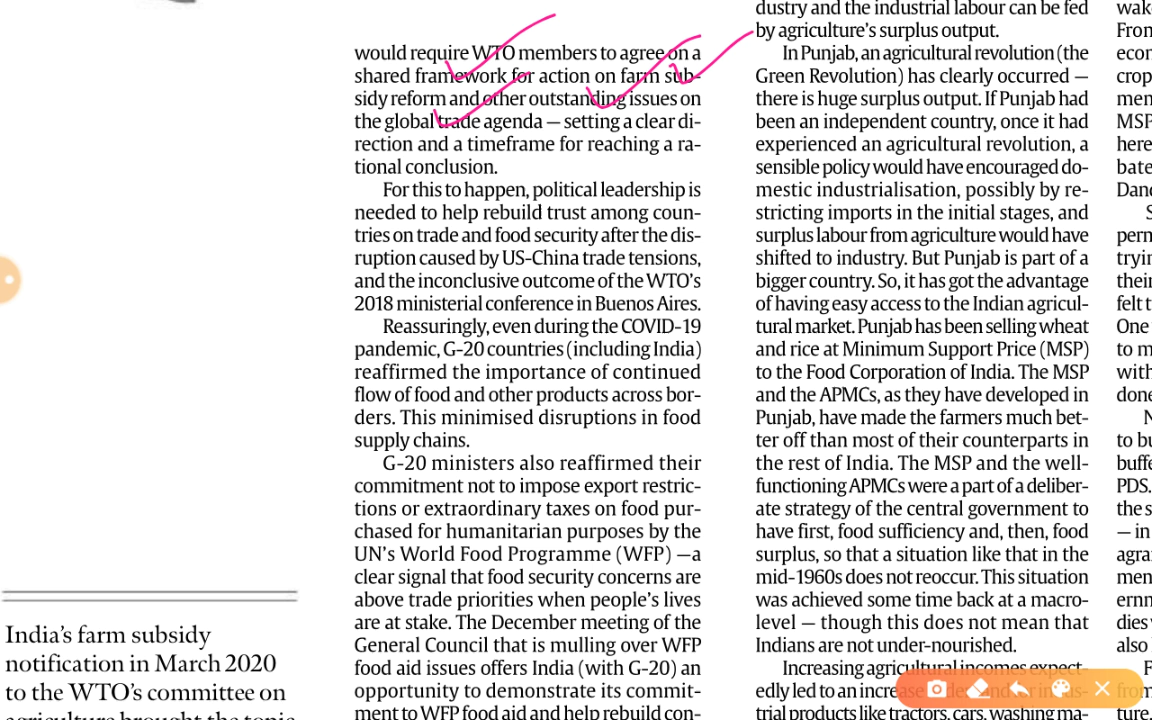 would require WTO members to agree on a
shared framework for action on farm sub-
sidy reform and other outstanding issues on
the global trade agenda — setting a clear di-
rection and a timeframe for reaching a ra-
tional conclusion.
For this to happen, political leadership is
needed to help rebuild trust among coun-
tries on trade and food security after the dis-
ruption caused by US-China trade tensions,
and the inconclusive outcome of the WTO's
2018 ministerial conference in Buenos Aires.
Reassuringly, even during the COVID-19
pandemic, G-20 countries (including India)
reaffirmed the importance of continued
flow of food and other products across bor-
ders. This minimised disruptions in food
supply chains.
G-20 ministers also reaffirmed their
commitment not to impose export restric-
tions or extraordinary taxes on food pur-
chased for humanitarian purposes by the
UN's World Food Programme (WFP) —a
clear signal that food security concerns are
above trade priorities when people's lives
are at stake. The December meeting of the
General Council that is mulling over WFP
food aid issues offers India (with G-20) an
opportunity to demonstrate its commit-
ment to WFP food aid and help rebuild con-
India's farm subsidy
notification in March 2020
to the WTO's committee on
agriculture brought the topic
dustry and the industrial labour can be fed
by agriculture's surplus output.
In Punjab, an agricultural revolution (the
Green Revolution) has clearly occurred —
there is huge surplus output. If Punjab had
been an independent country, once it had
experienced an agricultural revolution, a
sensible policy would have encouraged do-
mestic industrialisation, possibly by re-
stricting imports in the initial stages, and
surplus labour from agriculture would have
shifted to industry. But Punjab is part of a
bigger country. So, it has got the advantage
of having easy access to the Indian agricul-
tural market. Punjab has been selling wheat
and rice at Minimum Support Price (MSP)
to the Food Corporation of India. The MSP
and the APMCs, as they have developed in
Punjab, have made the farmers much bet-
ter off than most of their counterparts in
the rest of India. The MSP and the well-
functioning APMCs were a part of a deliber-
ate strategy of the central government to
have first, food sufficiency and, then, food
surplus, so that a situation like that in the
mid-1960s does not reoccur. This situation
was achieved some time back at a macro-
level — though this does not mean that
Indians are not under-nourished.
Increasing agricultural incomes expect-
edly led to an increase
trial products like tractors, cars, washing ma-